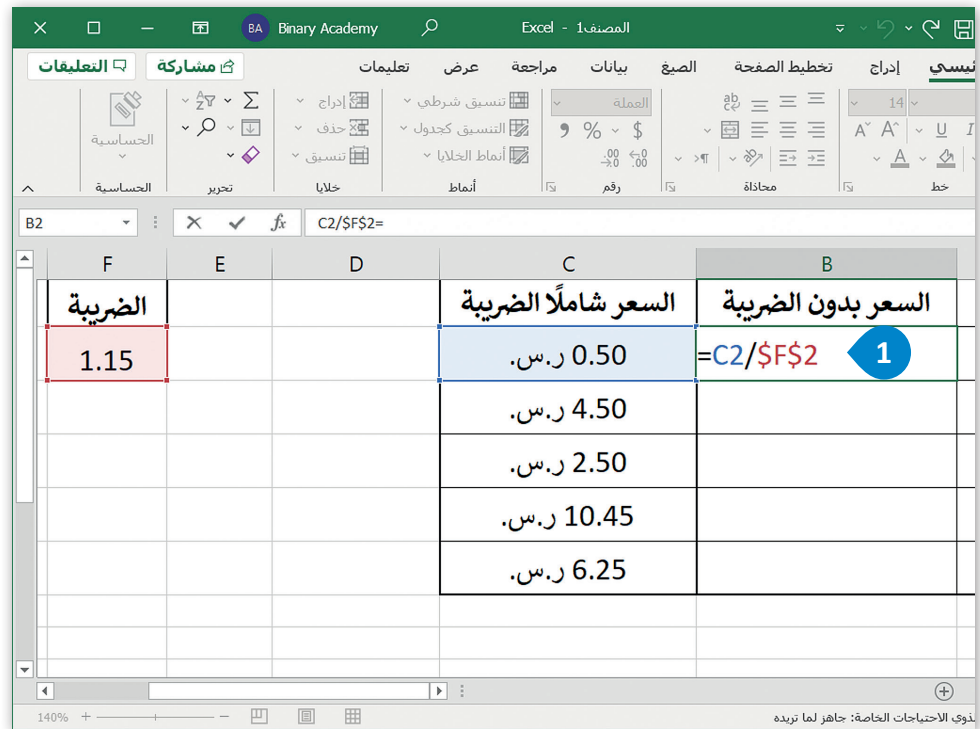 المصنف1 - Excel
Binary Academy
BA
ئيسي إدراج تخطيط الصفحة الصيغ بيانات مراجعة عرض تعليمات مشاركة التعليقات
14 العملة تنسيق شرطي إدراج
التنسيق كجدول حذف
أنماط الخلايا تنسيق
الحساسية
خط محاذاة رقم أنماط خلايا تحرير الحساسية
B2 fx C2/$F$2=
B C D E F
السعر بدون الضريبة السعر شاملًا الضريبة الضريبة
=C2/$F$2 1 0.50 ر.س. 1.15
4.50 ر.س.
2.50 ر.س.
10.45 ر.س.
6.25 ر.س.
ذوي الاحتياجات الخاصة: جاهز لما تريده 140%